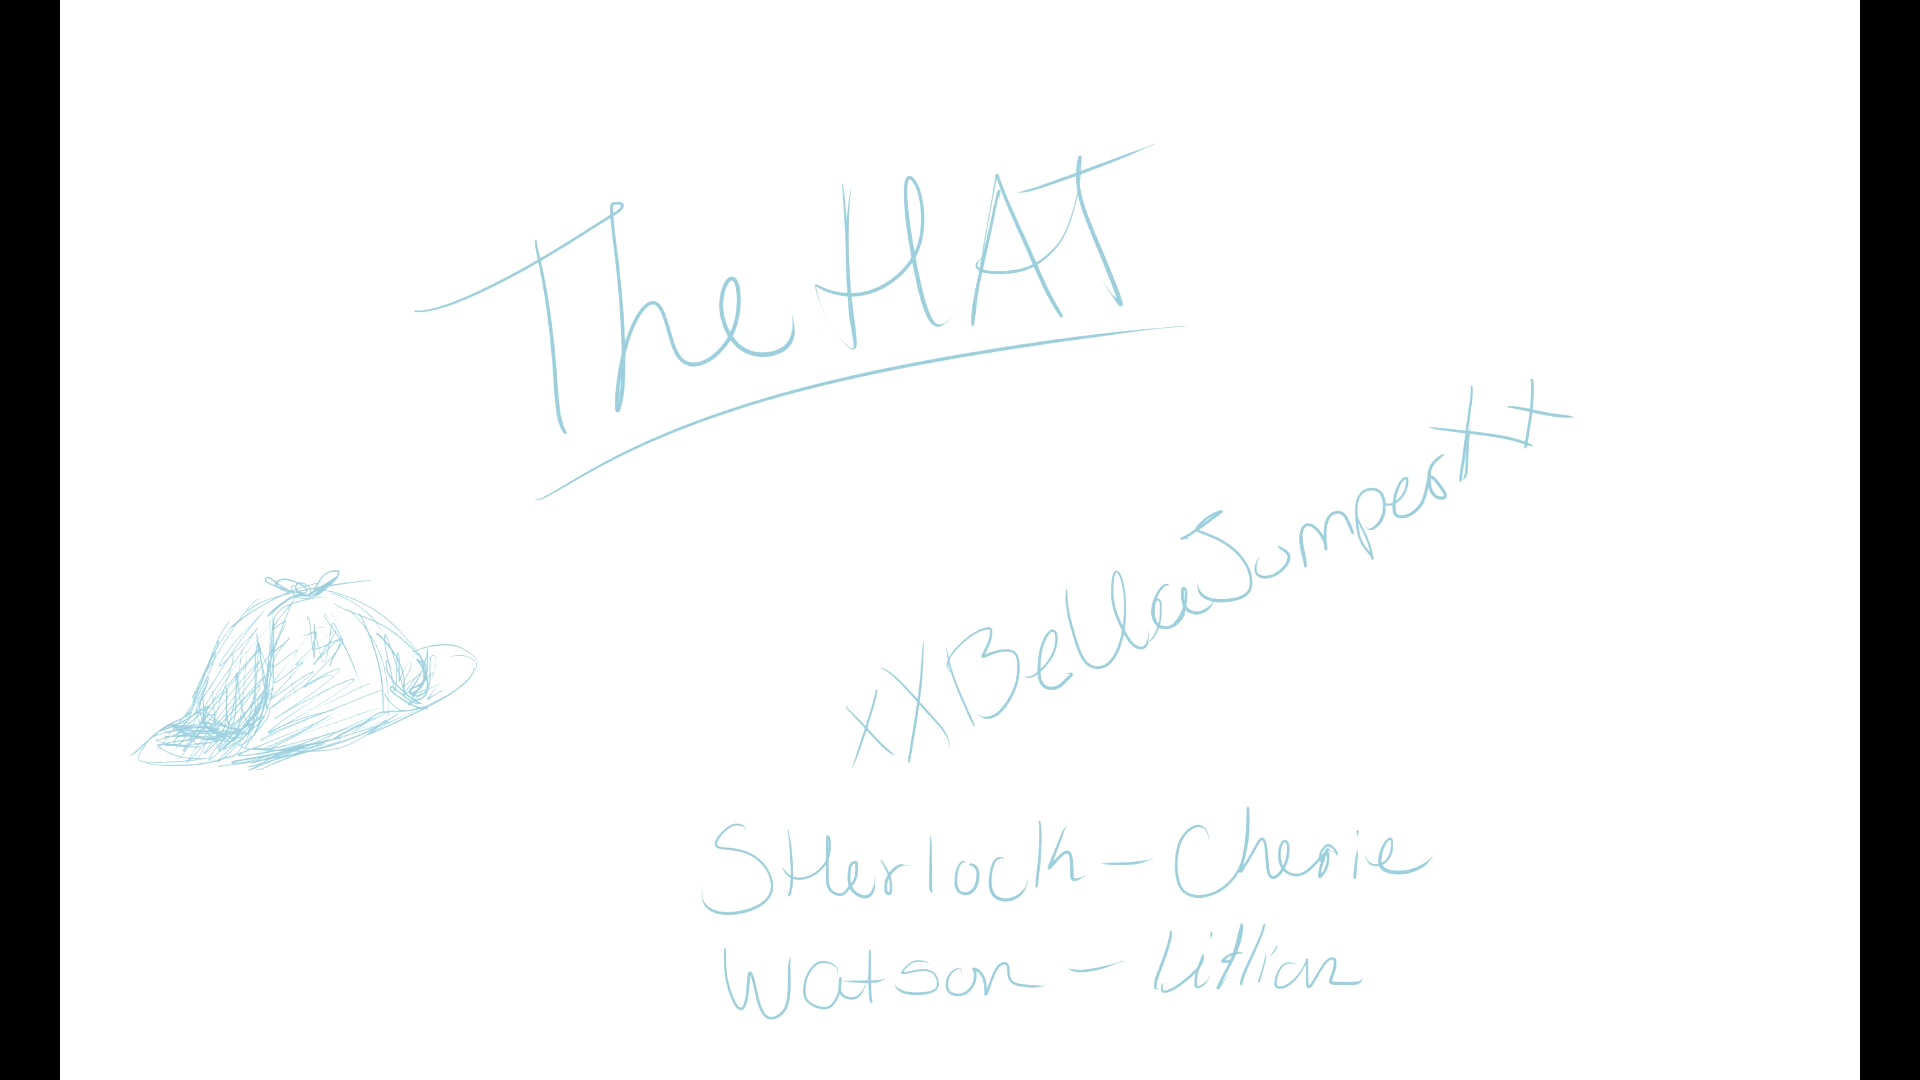 The HAT
xXBellaJumperXx
SHerlock - Cherie
Watson - Lillian